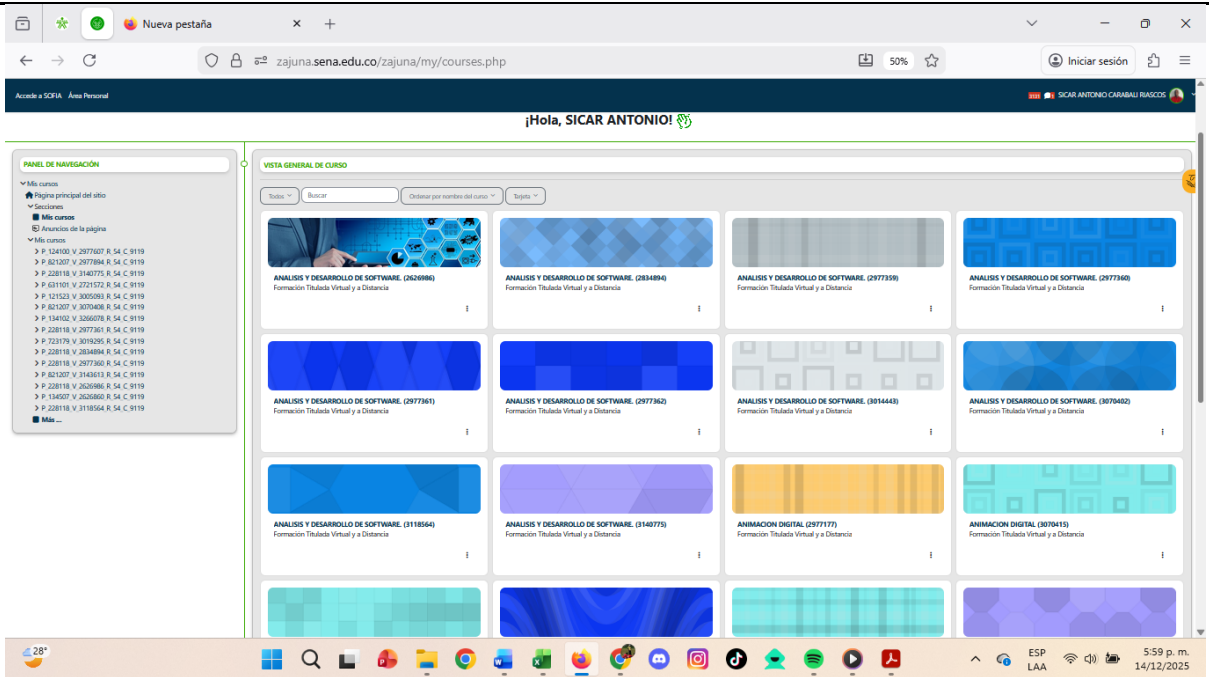 Nueva pestaña
zajuna.sena.edu.co/zajuna/my/courses.php
50%
Iniciar sesión
Accede a SOFIA Área Personal
SICAR ANTONIO CARABALI RIASCOS
¡Hola, SICAR ANTONIO!
PANEL DE NAVEGACIÓN
Mis cursos
Página principal del sitio
Secciones
Mis cursos
Anuncios de la página
Mis cursos
P_124100_V_2977607_R_54_C_9119
P_821207_V_2977894_R_54_C_9119
P_228118_V_3140775_R_54_C_9119
P_631101_V_2721572_R_54_C_9119
P_121523_V_3005093_R_54_C_9119
P_821207_V_3070408_R_54_C_9119
P_134102_V_3266078_R_54_C_9119
P_228118_V_2977361_R_54_C_9119
P_723179_V_3019295_R_54_C_9119
P_228118_V_2834894_R_54_C_9119
P_228118_V_2977360_R_54_C_9119
P_821207_V_3143613_R_54_C_9119
P_228118_V_2626986_R_54_C_9119
P_134507_V_2626860_R_54_C_9119
P_228118_V_3118564_R_54_C_9119
Más ...
VISTA GENERAL DE CURSO
Todos Buscar Ordenar por nombre del curso Tarjeta
ANALISIS Y DESARROLLO DE SOFTWARE. (2626986)
Formación Titulada Virtual y a Distancia
ANALISIS Y DESARROLLO DE SOFTWARE. (2834894)
Formación Titulada Virtual y a Distancia
ANALISIS Y DESARROLLO DE SOFTWARE. (2977359)
Formación Titulada Virtual y a Distancia
ANALISIS Y DESARROLLO DE SOFTWARE. (2977360)
Formación Titulada Virtual y a Distancia
ANALISIS Y DESARROLLO DE SOFTWARE. (2977361)
Formación Titulada Virtual y a Distancia
ANALISIS Y DESARROLLO DE SOFTWARE. (2977362)
Formación Titulada Virtual y a Distancia
ANALISIS Y DESARROLLO DE SOFTWARE. (3014443)
Formación Titulada Virtual y a Distancia
ANALISIS Y DESARROLLO DE SOFTWARE. (3070402)
Formación Titulada Virtual y a Distancia
ANALISIS Y DESARROLLO DE SOFTWARE. (3118564)
Formación Titulada Virtual y a Distancia
ANALISIS Y DESARROLLO DE SOFTWARE. (3140775)
Formación Titulada Virtual y a Distancia
ANIMACION DIGITAL (2977177)
Formación Titulada Virtual y a Distancia
ANIMACION DIGITAL (3070415)
Formación Titulada Virtual y a Distancia
28°
ESP
LAA
5:59 p. m.
14/12/2025